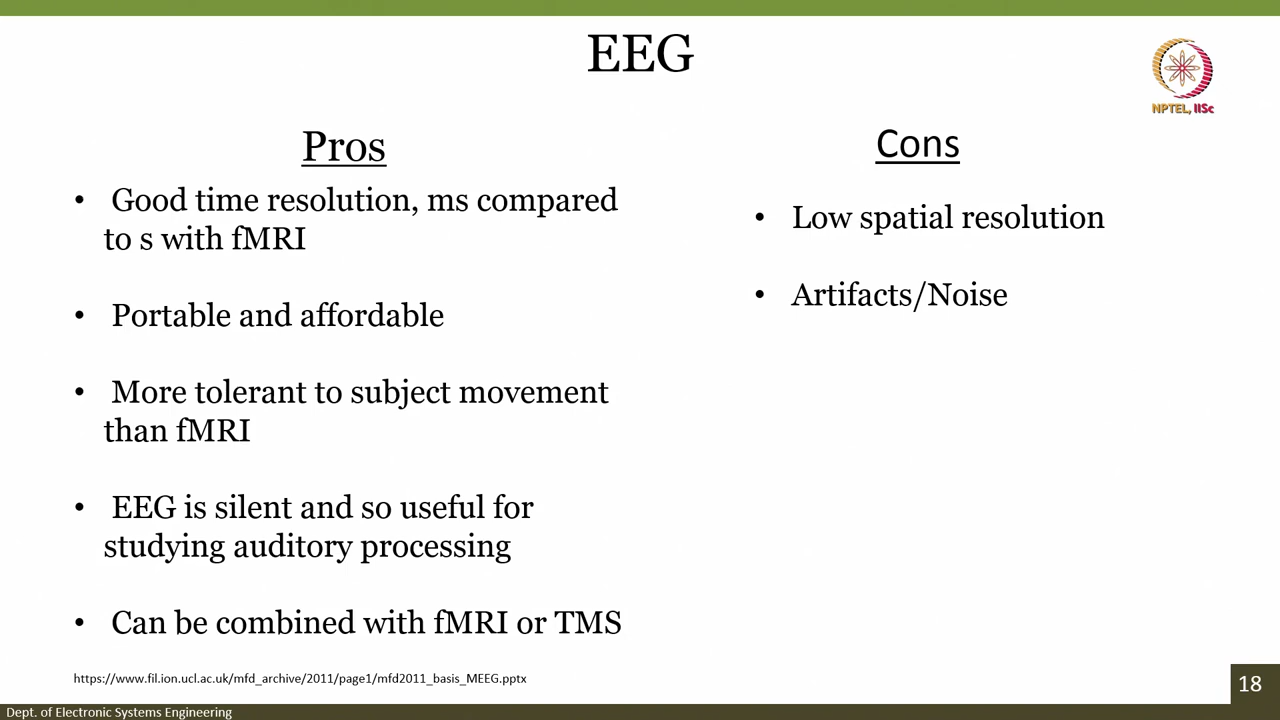 EEG
NPTEL, IISc
Pros
• Good time resolution, ms compared
to s with fMRI
• Portable and affordable
• More tolerant to subject movement
than fMRI
• EEG is silent and so useful for
studying auditory processing
• Can be combined with fMRI or TMS
Cons
• Low spatial resolution
• Artifacts/Noise
https://www.fil.ion.ucl.ac.uk/mfd_archive/2011/page1/mfd2011_basis_MEEG.pptx
18
Dept. of Electronic Systems Engineering